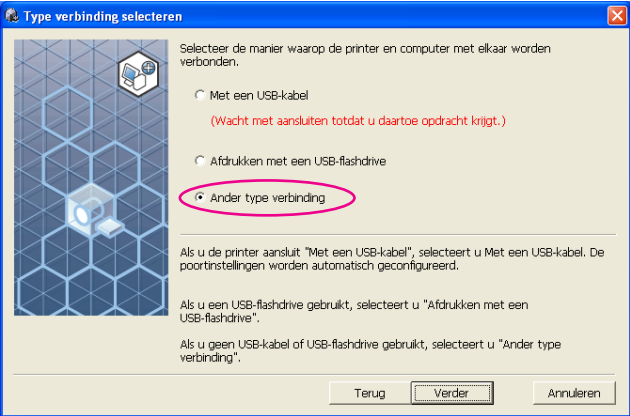 Type verbinding selecteren
Selecteer de manier waarop de printer en computer met elkaar worden
verbonden.
Met een USB-kabel
(Wacht met aansluiten totdat u daartoe opdracht krijgt.)
Afdrukken met een USB-flashdrive
Ander type verbinding
Als u de printer aansluit "Met een USB-kabel", selecteert u Met een USB-kabel. De
poortinstellingen worden automatisch geconfigureerd.
Als u een USB-flashdrive gebruikt, selecteert u "Afdrukken met een
USB-flashdrive".
Als u geen USB-kabel of USB-flashdrive gebruikt, selecteert u "Ander type
verbinding".
Terug
Verder
Annuleren